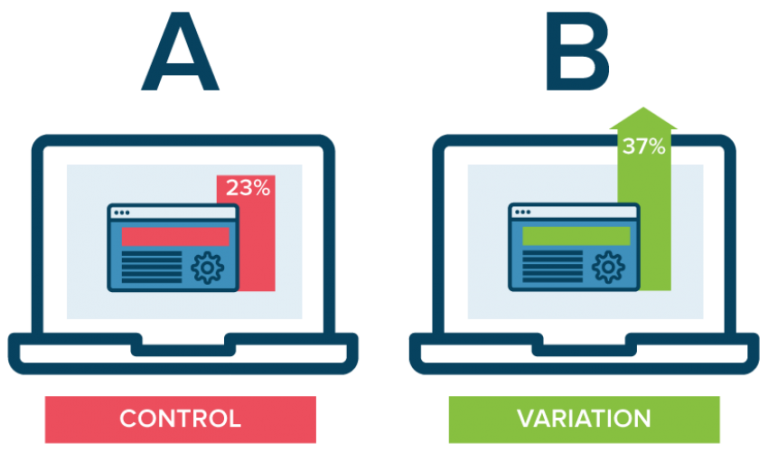 A
B
23%
37%
CONTROL
VARIATION